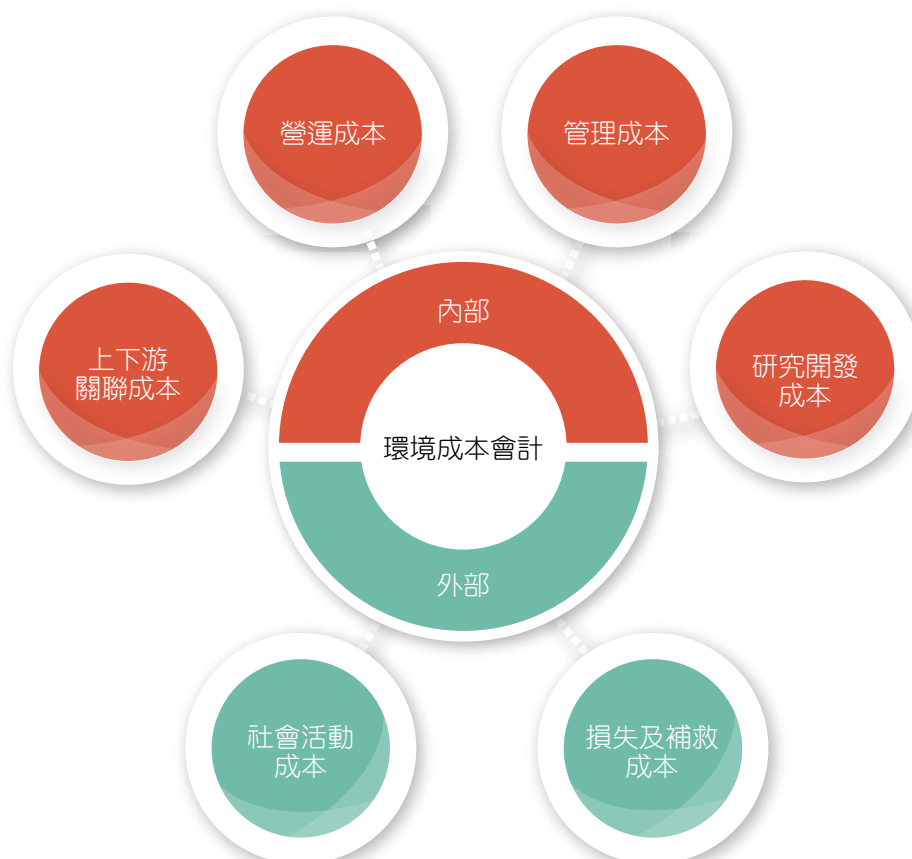 營運成本
管理成本
上下游
關聯成本
內部
研究開發
成本
環境成本會計
外部
社會活動
成本
損失及補救
成本